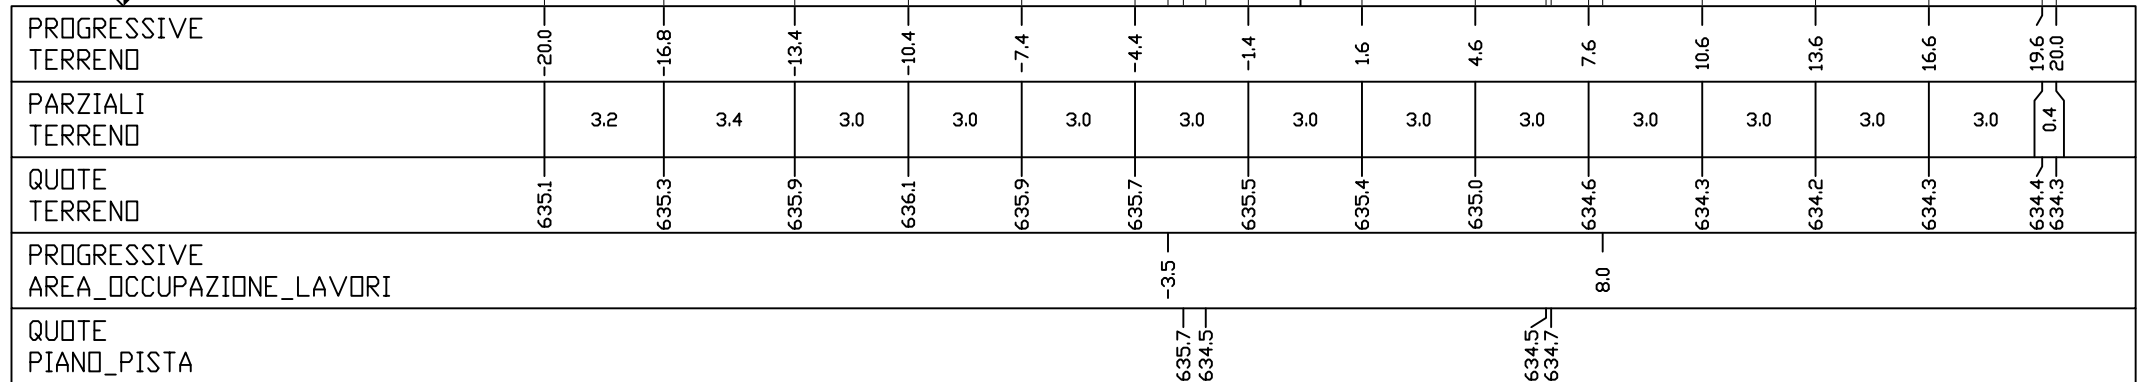 PROGRESSIVE
TERRENO
-20.0 -16.8 -13.4 -10.4 -7.4 -4.4 -1.4 1.6 4.6 7.6 10.6 13.6 16.6 19.6 20.0
PARZIALI
TERRENO
3.2 3.4 3.0 3.0 3.0 3.0 3.0 3.0 3.0 3.0 3.0 3.0 3.0 0.4
QUOTE
TERRENO
635.1 635.3 635.9 636.1 635.9 635.7 635.5 635.4 635.0 634.6 634.3 634.2 634.3 634.4 634.3
PROGRESSIVE
AREA_OCCUPAZIONE_LAVORI
-3.5 8.0
QUOTE
PIANO_PISTA
635.7 634.5 634.5 634.7